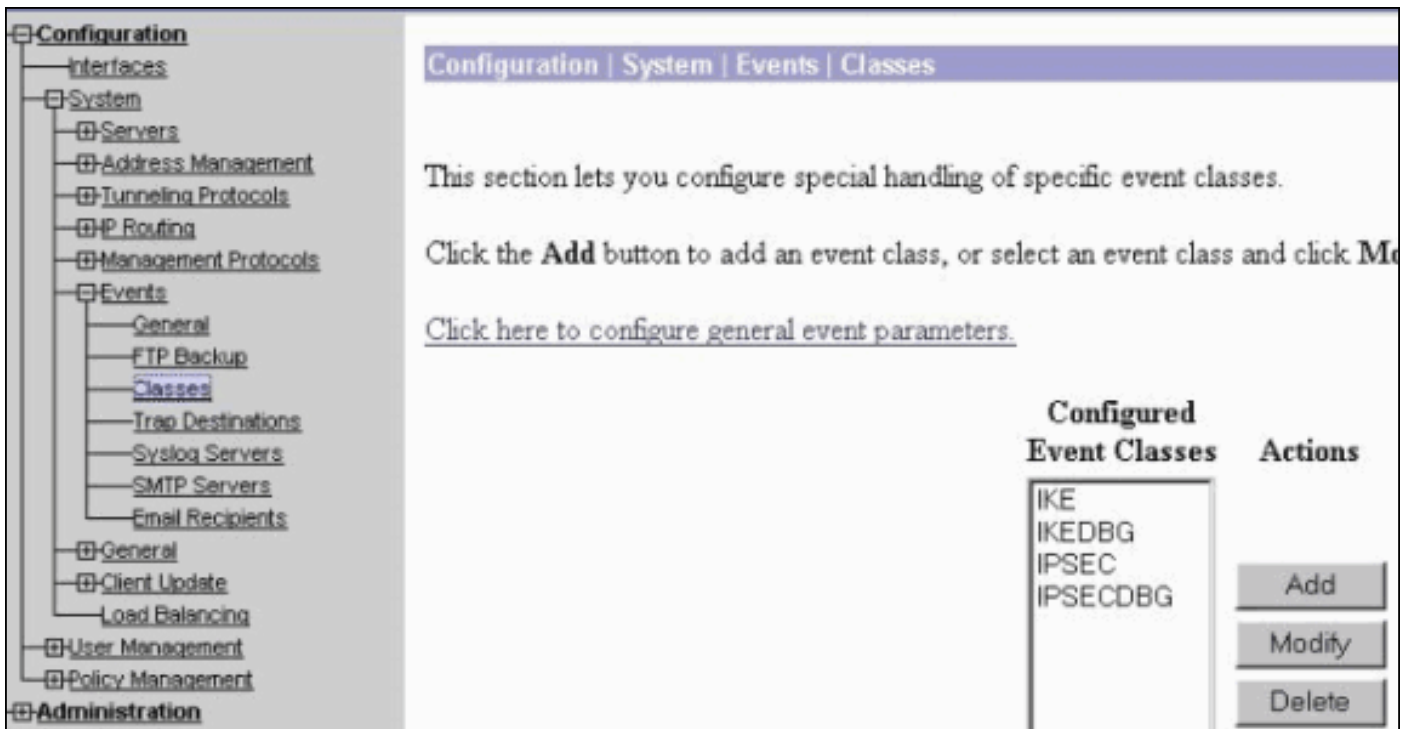 Configuration
Interfaces
System
Servers
Address Management
Tunneling Protocols
IP Routing
Management Protocols
Events
General
FTP Backup
Classes
Trap Destinations
Syslog Servers
SMTP Servers
Email Recipients
General
Client Update
Load Balancing
User Management
Policy Management
Administration
Configuration | System | Events | Classes
This section lets you configure special handling of specific event classes.
Click the Add button to add an event class, or select an event class and click
Click here to configure general event parameters.
Configured
Event Classes
Actions
IKE
IKEDBG
IPSEC
IPSECDBG
Add
Modify
Delete